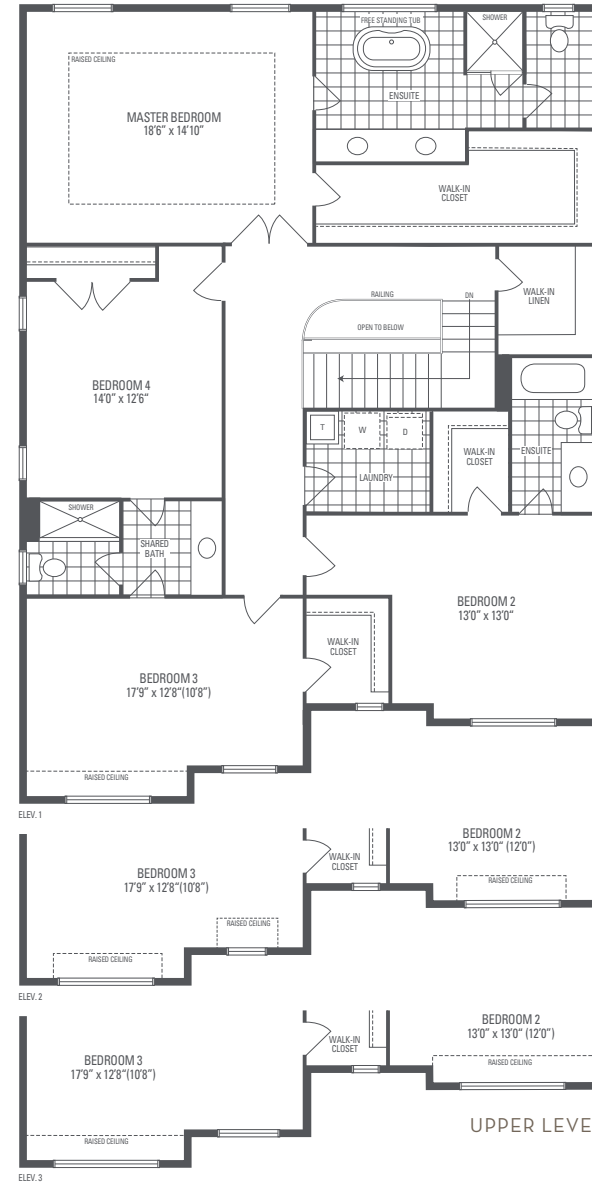 FREE STANDING TUB
SHOWER
RAISED CEILING
ENSUITE
MASTER BEDROOM
18'6" x 14'10"
WALK-IN
CLOSET
RAILING
DN
WALK-IN
LINEN
OPEN TO BELOW
BEDROOM 4
14'0" x 12'6"
T
W
D
LAUNDRY
WALK-IN
CLOSET
ENSUITE
SHOWER
SHARED
BATH
BEDROOM 2
13'0" x 13'0"
WALK-IN
CLOSET
BEDROOM 3
17'9" x 12'8"(10'8")
RAISED CEILING
ELEV. 1
BEDROOM 2
13'0" x 13'0" (12'0")
WALK-IN
CLOSET
BEDROOM 3
17'9" x 12'8"(10'8")
RAISED CEILING
RAISED CEILING
RAISED CEILING
ELEV. 2
BEDROOM 2
13'0" x 13'0" (12'0")
WALK-IN
CLOSET
BEDROOM 3
17'9" x 12'8"(10'8")
RAISED CEILING
RAISED CEILING
UPPER LEVE
ELEV. 3